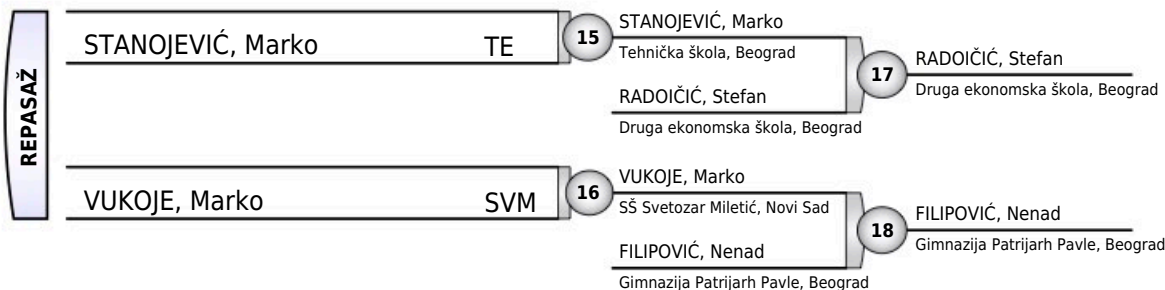 REPASAŽ
STANOJEVIĆ, Marko TE
15
STANOJEVIĆ, Marko
Tehnička škola, Beograd
RADOIČIĆ, Stefan
Druga ekonomska škola, Beograd
17
RADOIČIĆ, Stefan
Druga ekonomska škola, Beograd
VUKOJE, Marko SVM
16
VUKOJE, Marko
SŠ Svetozar Miletić, Novi Sad
FILIPOVIĆ, Nenad
Gimnazija Patrijarh Pavle, Beograd
18
FILIPOVIĆ, Nenad
Gimnazija Patrijarh Pavle, Beograd